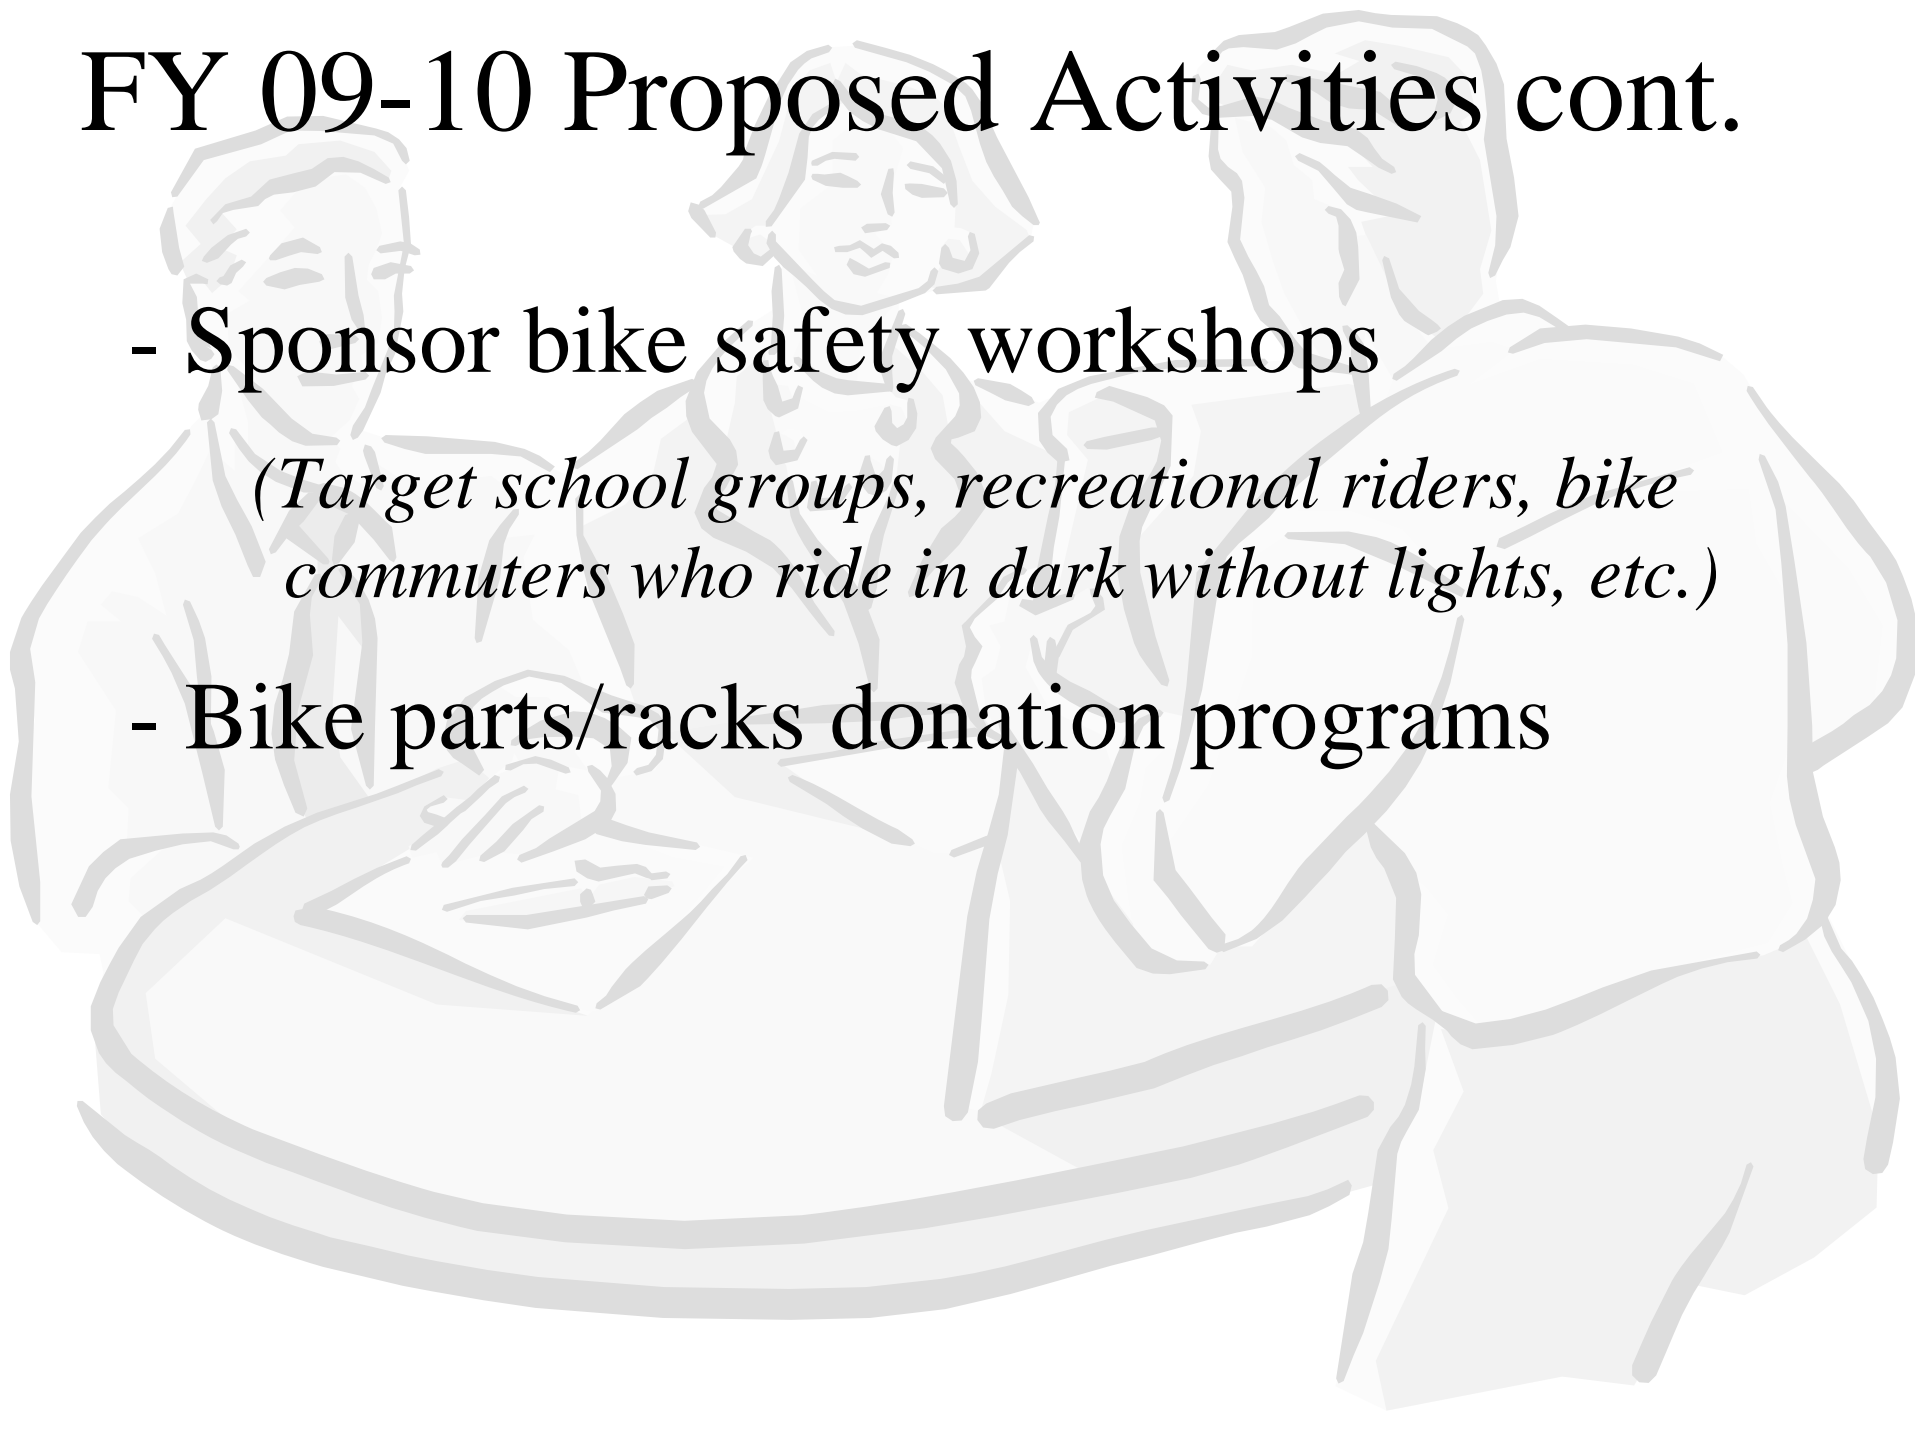 FY 09-10 Proposed Activities cont.
- Sponsor bike safety workshops
(Target school groups, recreational riders, bike
commuters who ride in dark without lights, etc.)
- Bike parts/racks donation programs